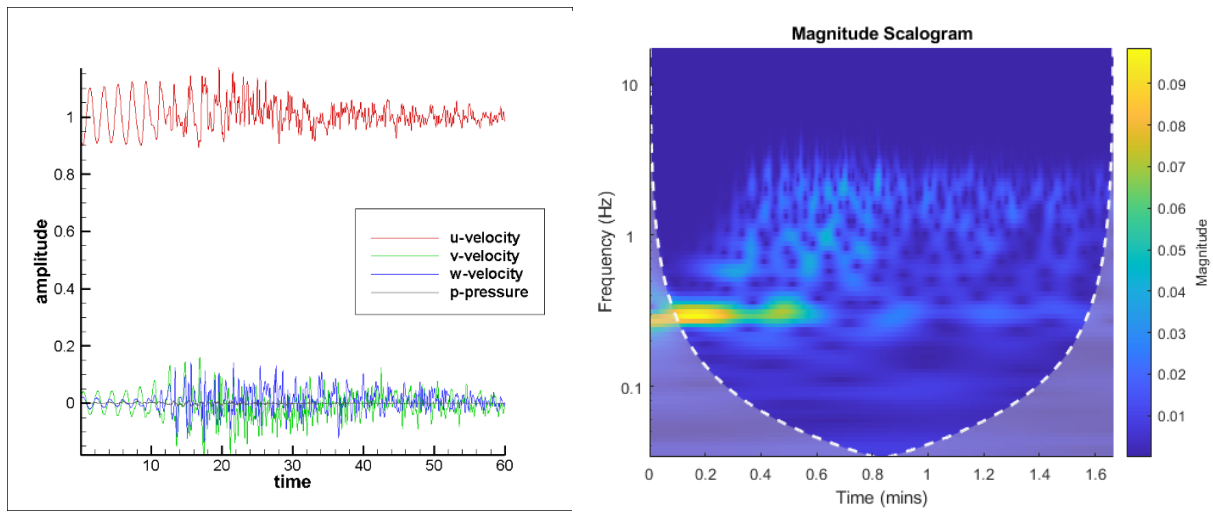 amplitude
1
0.8
0.6
0.4
0.2
0
u-velocity
v-velocity
w-velocity
p-pressure
10 20 30 40 50 60
time
Magnitude Scalogram
Frequency (Hz)
10
1
0.1
0 0.2 0.4 0.6 0.8 1 1.2 1.4 1.6
Time (mins)
0.09
0.08
0.07
0.06
0.05
0.04
0.03
0.02
0.01
Magnitude